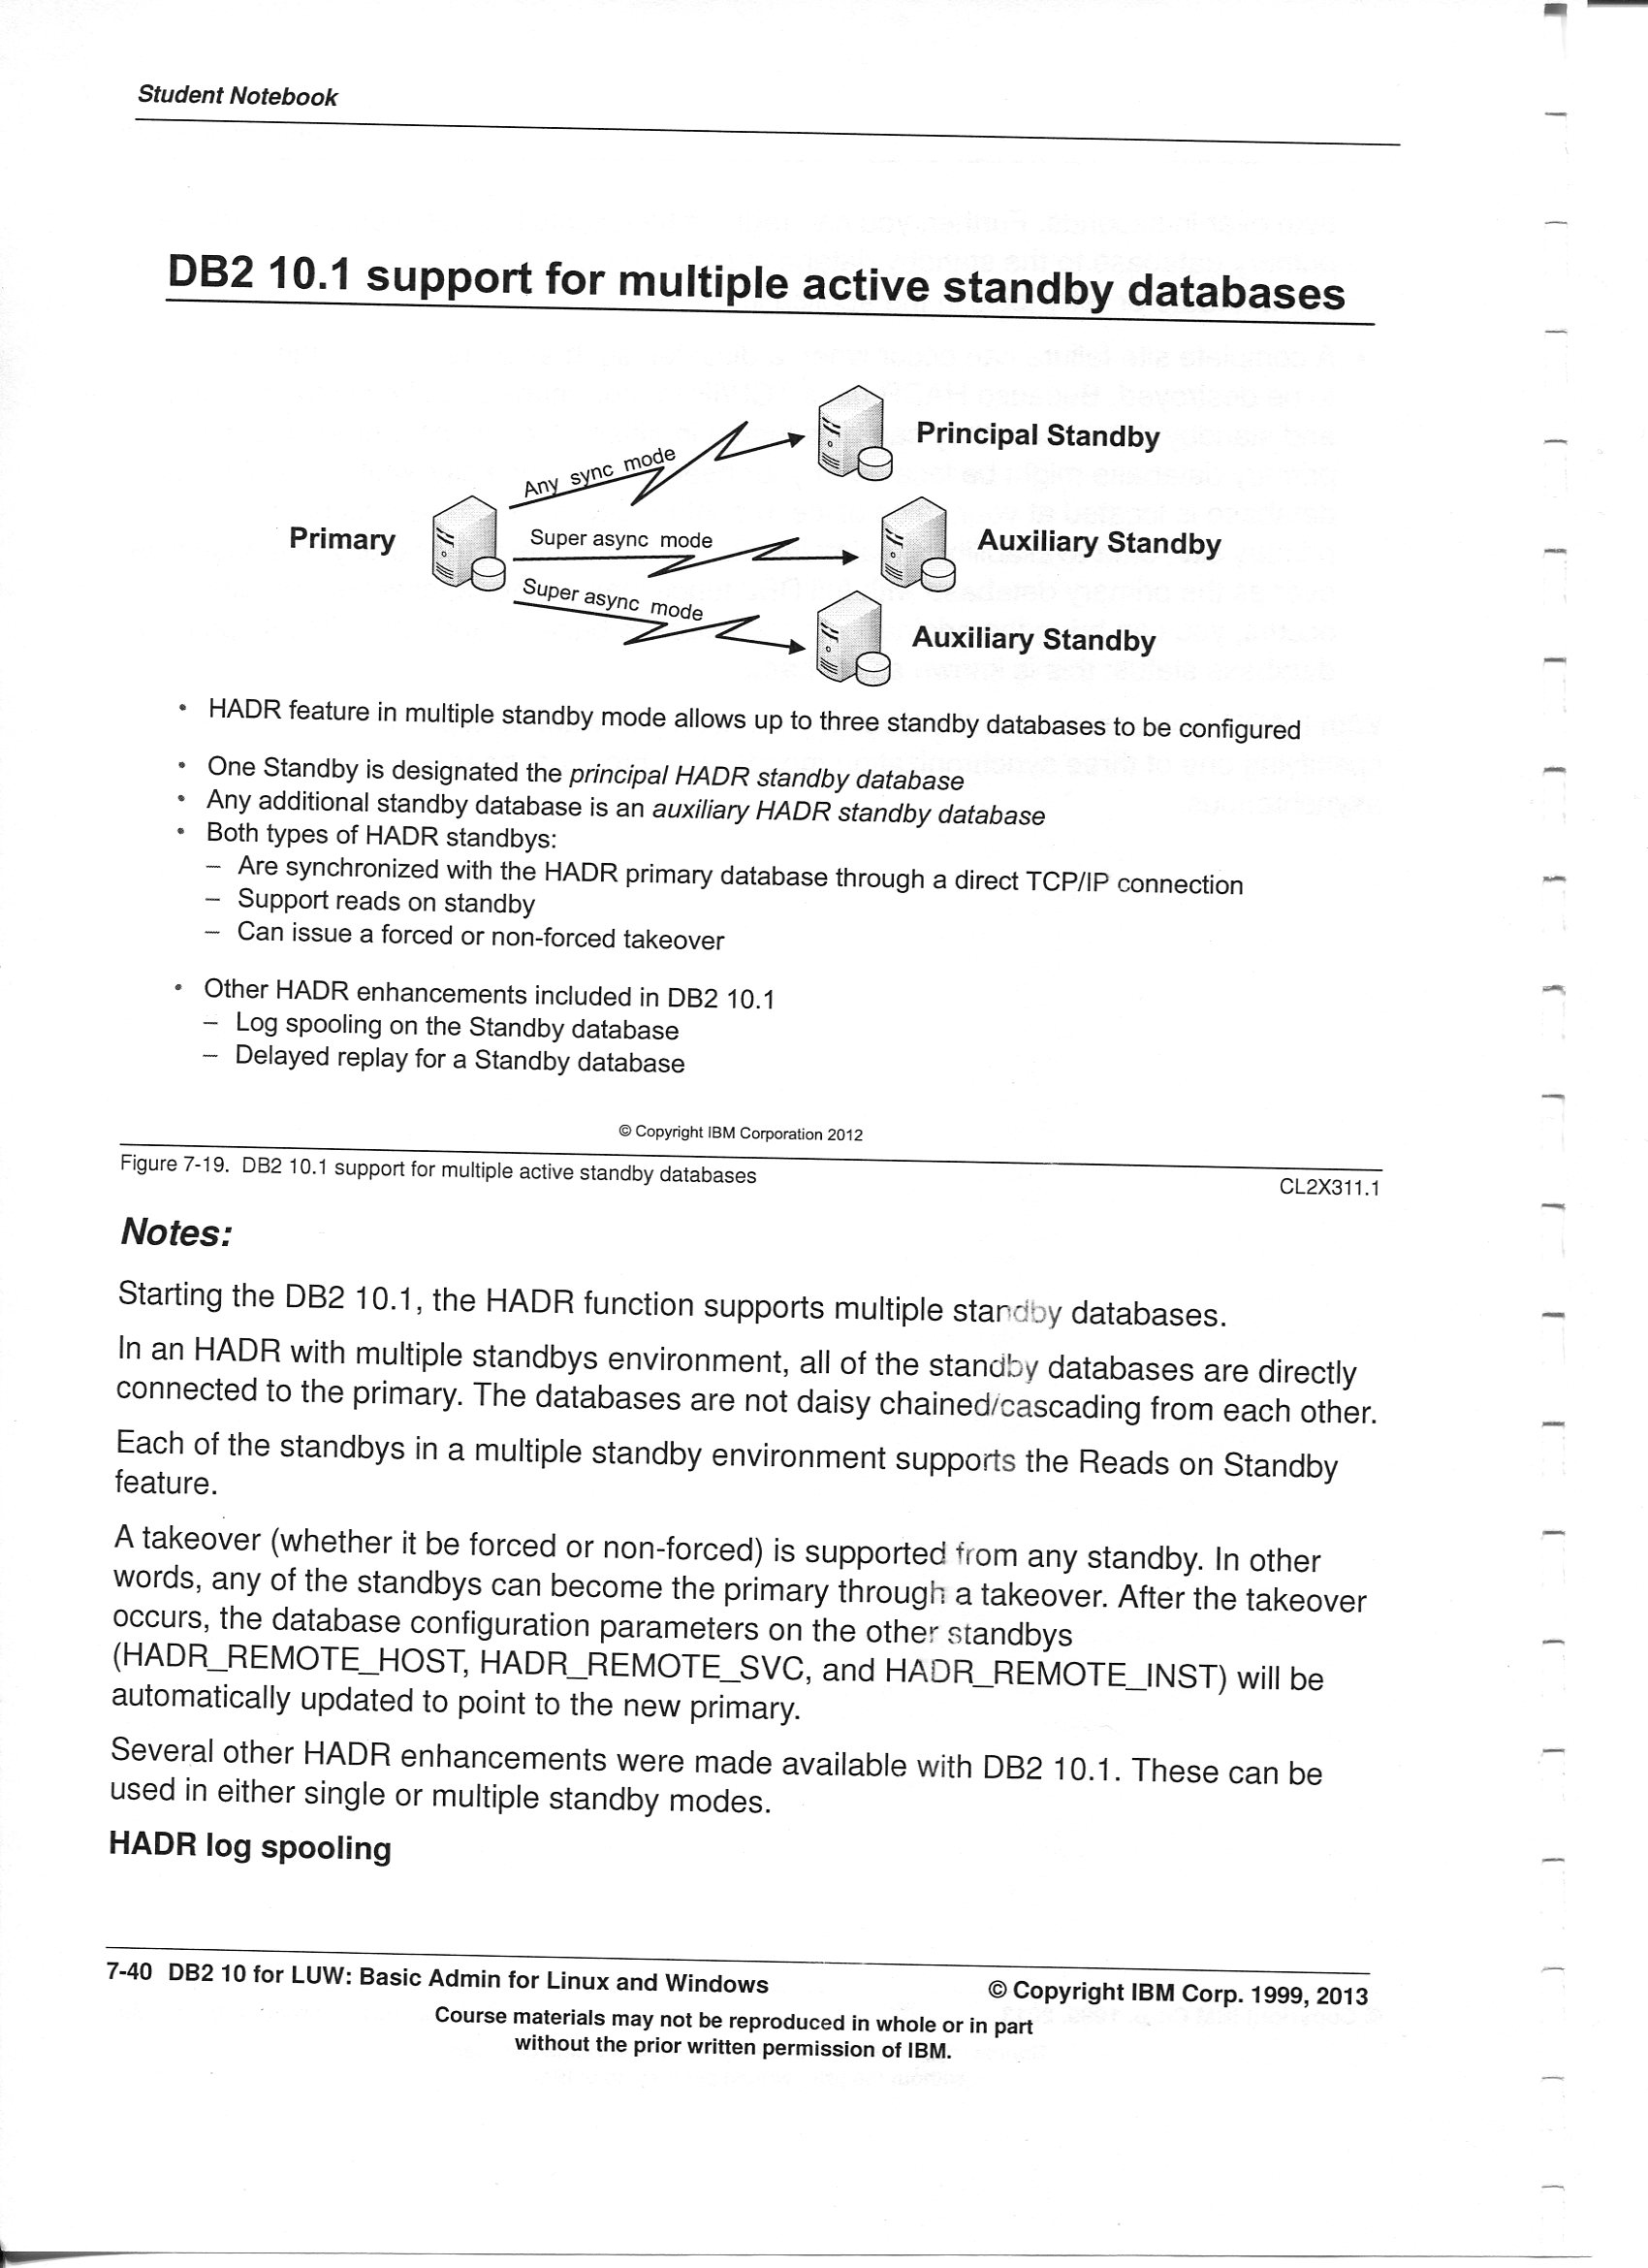 Student Notebook
DB2 10.1 support for multiple active standby databases
Principal Standby
Any sync mode
Primary
Super async mode
Auxiliary Standby
Super async mode
Auxiliary Standby
• HADR feature in multiple standby mode allows up to three standby databases to be configured
• One Standby is designated the principal HADR standby database
• Any additional standby database is an auxiliary HADR standby database
• Both types of HADR standbys:
– Are synchronized with the HADR primary database through a direct TCP/IP connection
– Support reads on standby
– Can issue a forced or non-forced takeover
• Other HADR enhancements included in DB2 10.1
– Log spooling on the Standby database
– Delayed replay for a Standby database
© Copyright IBM Corporation 2012
Figure 7-19. DB2 10.1 support for multiple active standby databases
CL2X311.1
Notes:
Starting the DB2 10.1, the HADR function supports multiple standby databases.
In an HADR with multiple standbys environment, all of the standby databases are directly
connected to the primary. The databases are not daisy chained/cascading from each other.
Each of the standbys in a multiple standby environment supports the Reads on Standby
feature.
A takeover (whether it be forced or non-forced) is supported from any standby. In other
words, any of the standbys can become the primary through a takeover. After the takeover
occurs, the database configuration parameters on the other standbys
(HADR_REMOTE_HOST, HADR_REMOTE_SVC, and HADR_REMOTE_INST) will be
automatically updated to point to the new primary.
Several other HADR enhancements were made available with DB2 10.1. These can be
used in either single or multiple standby modes.
HADR log spooling
7-40 DB2 10 for LUW: Basic Admin for Linux and Windows
© Copyright IBM Corp. 1999, 2013
Course materials may not be reproduced in whole or in part
without the prior written permission of IBM.